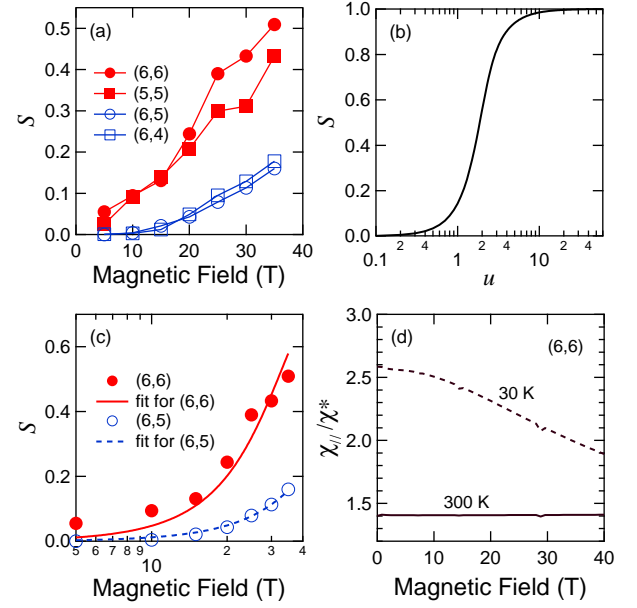 (a)
0.5
0.4
0.3
0.2
0.1
0.0
S
(6,6)
(5,5)
(6,5)
(6,4)
0 10 20 30 40
Magnetic Field (T)
(b)
1.0
0.8
0.6
0.4
0.2
0.0
S
0.1 2 4 1 2 4 10 2 4
u
(c)
0.6
0.4
0.2
0.0
S
(6,6)
fit for (6,6)
(6,5)
fit for (6,5)
5 6 7 8 9 10 2 3 4
Magnetic Field (T)
(d)
(6,6)
3.0
2.5
2.0
1.5
χ// /χ*
30 K
300 K
0 10 20 30 40
Magnetic Field (T)